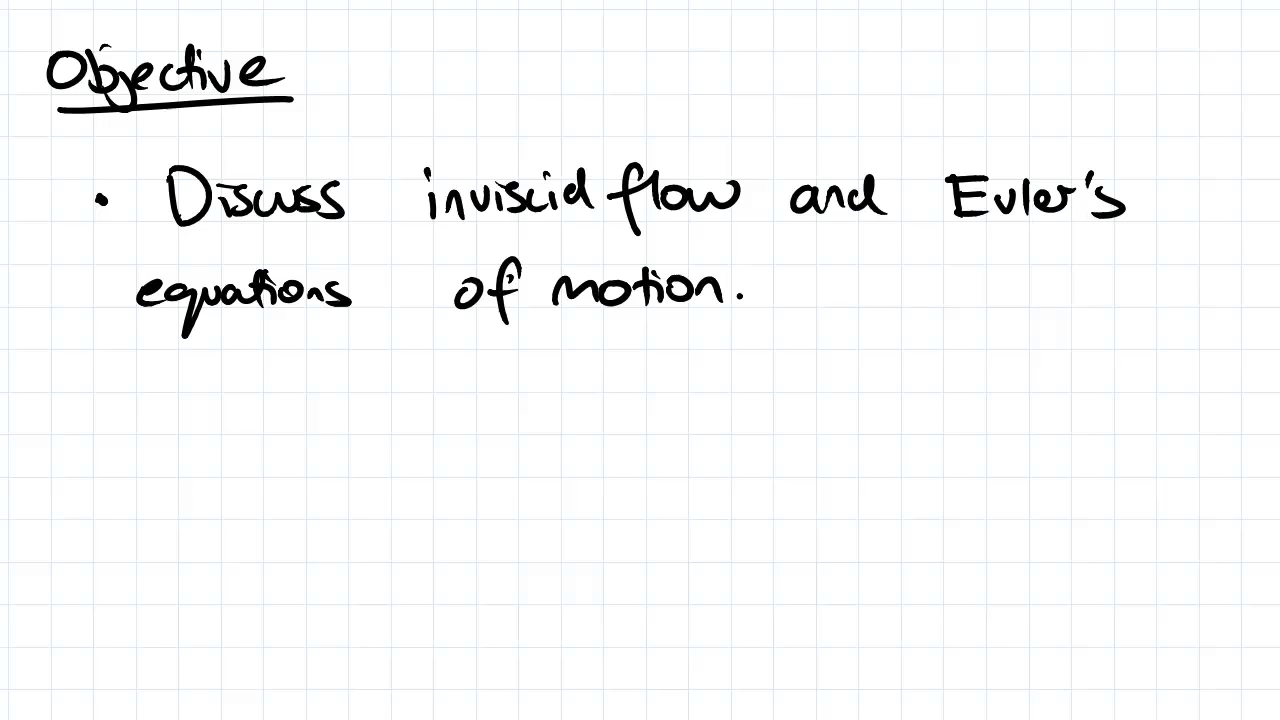 Objective
• Discuss inviscid flow and Euler's
equations of motion.